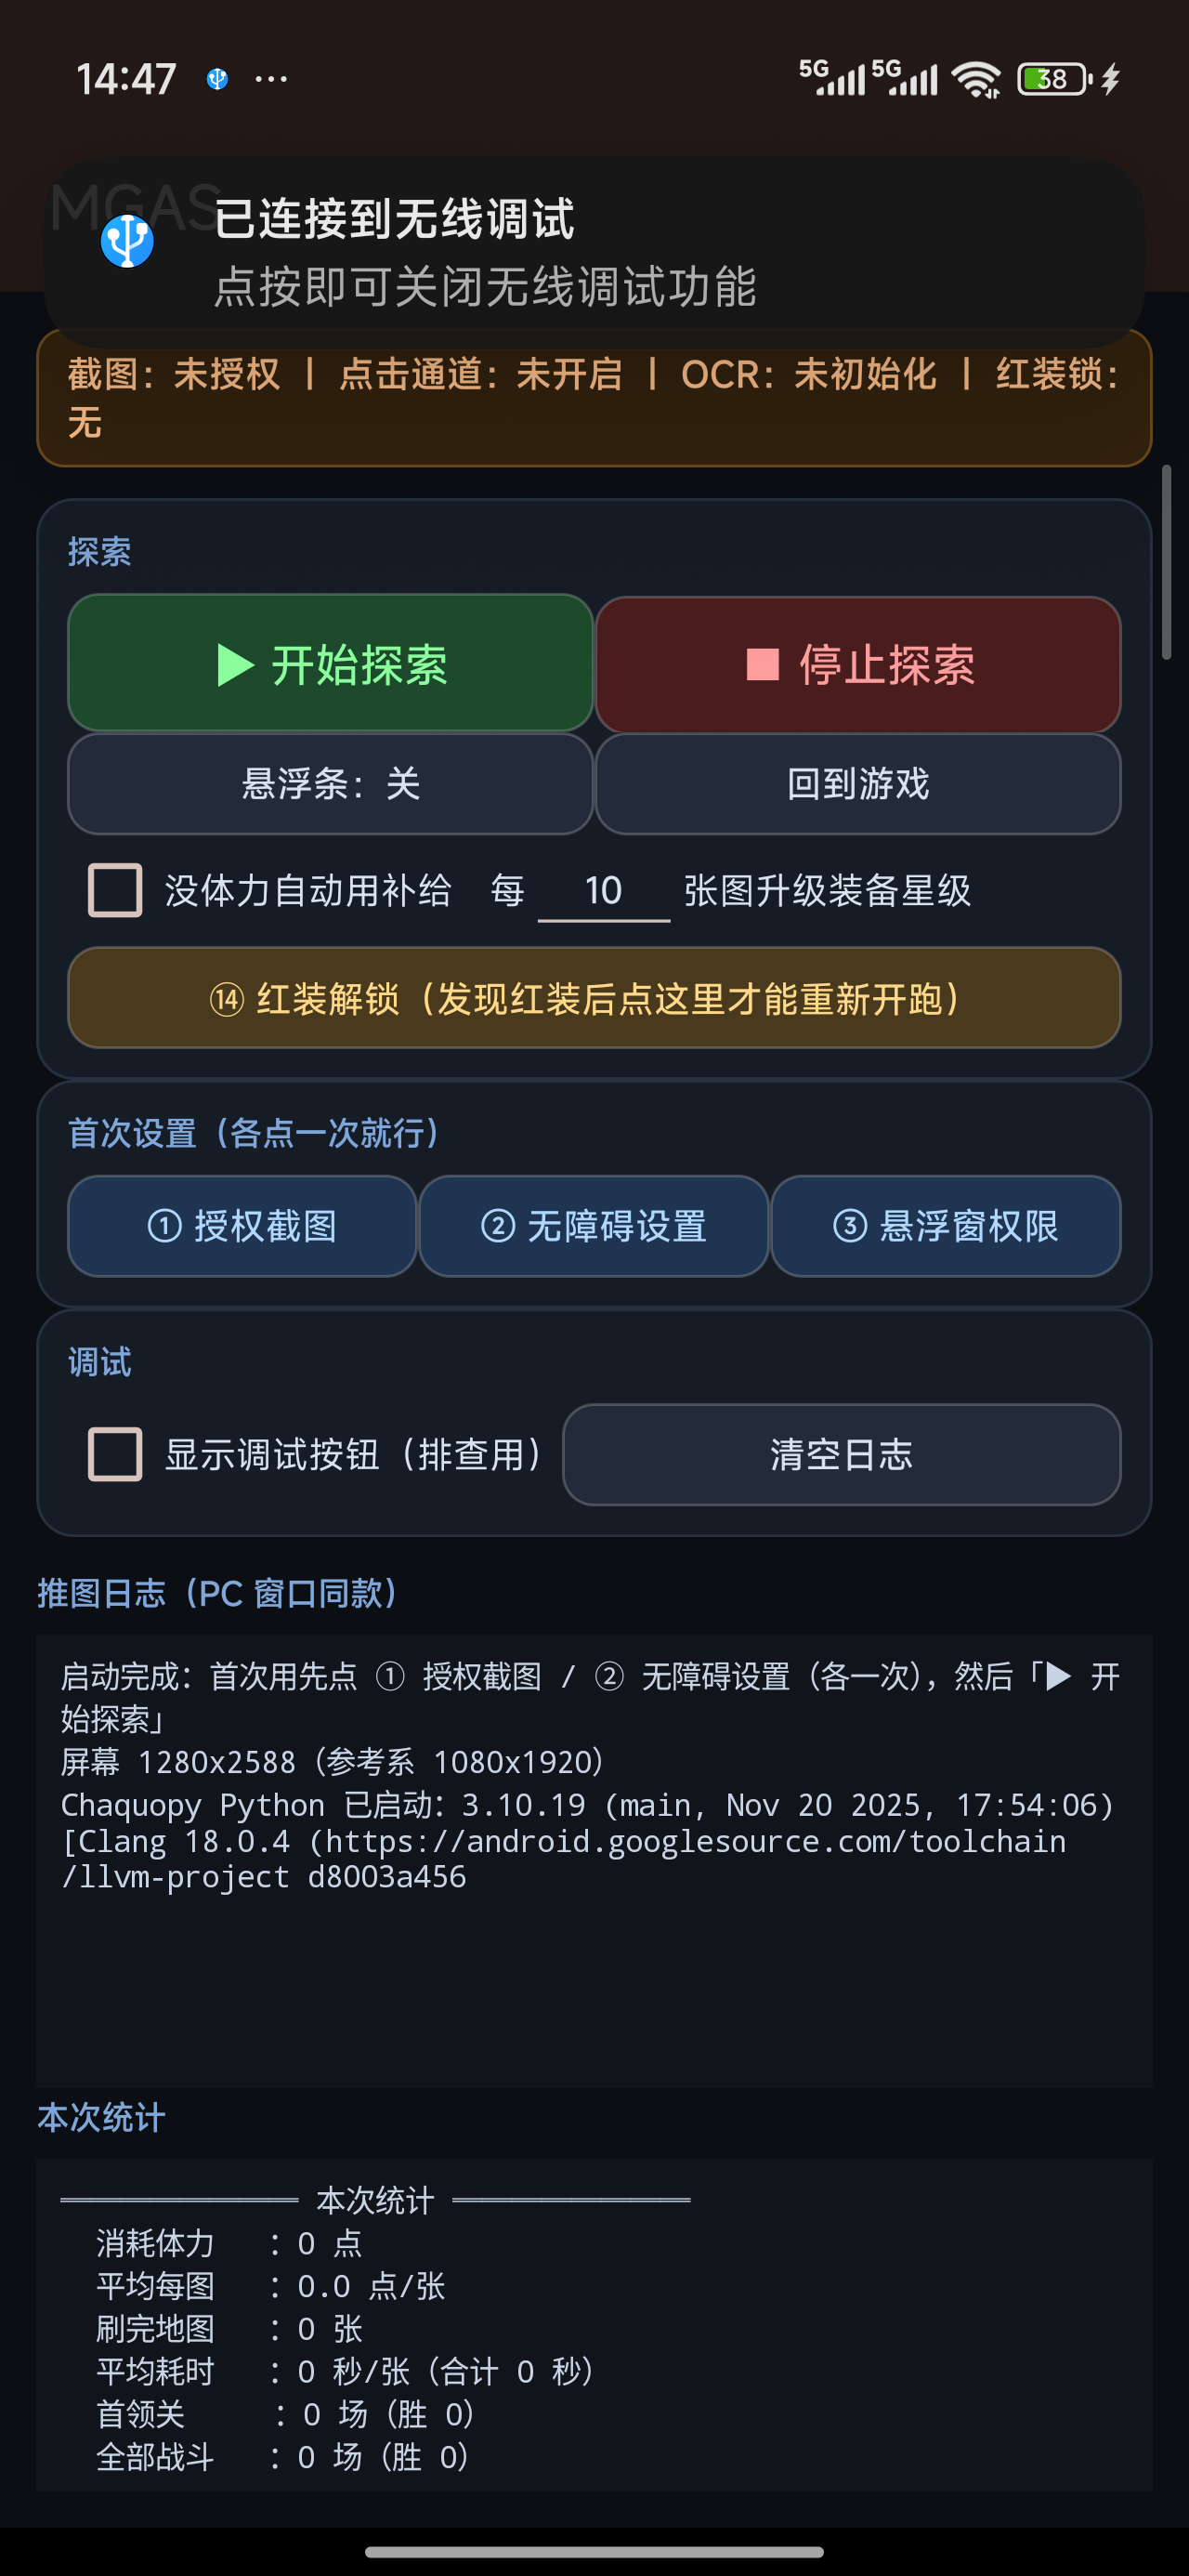 14:47 ... 5G 5G 38
MGAS
已连接到无线调试
点按即可关闭无线调试功能
截图：未授权 | 点击通道：未开启 | OCR：未初始化 | 红装锁：
无
探索
▶ 开始探索 ■ 停止探索
悬浮条：关 回到游戏
没体力自动用补给 每 10 张图升级装备星级
⑭ 红装解锁（发现红装后点这里才能重新开跑）
首次设置（各点一次就行）
① 授权截图 ② 无障碍设置 ③ 悬浮窗权限
调试
显示调试按钮（排查用） 清空日志
推图日志（PC 窗口同款）
启动完成：首次用先点 ① 授权截图 / ② 无障碍设置（各一次），然后「▶ 开
始探索」
屏幕 1280x2588（参考系 1080x1920）
Chaquopy Python 已启动：3.10.19 (main, Nov 20 2025, 17:54:06)
[Clang 18.0.4 (https://android.googlesource.com/toolchain
/llvm-project d8003a456
本次统计
════════ 本次统计 ════════
消耗体力 ：0 点
平均每图 ：0.0 点/张
刷完地图 ：0 张
平均耗时 ：0 秒/张（合计 0 秒）
首领关 ：0 场（胜 0）
全部战斗 ：0 场（胜 0）